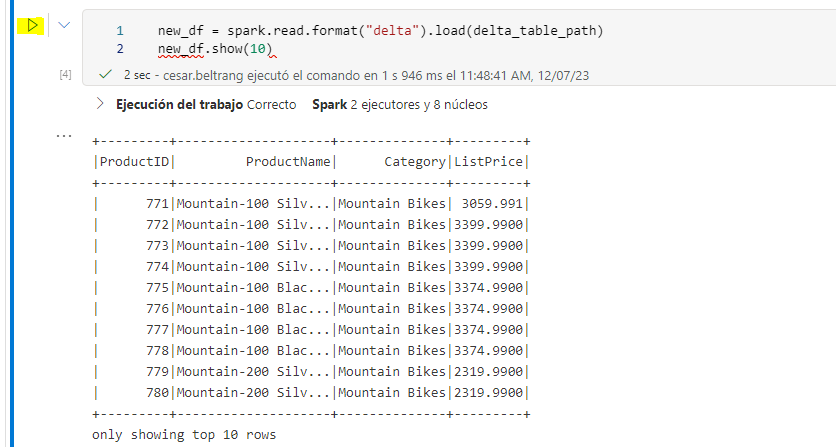 1 new_df = spark.read.format("delta").load(delta_table_path)
2 new_df.show(10)
[4] 2 sec - cesar.beltrang ejecutó el comando en 1 s 946 ms el 11:48:41 AM, 12/07/23
Ejecución del trabajo Correcto Spark 2 ejecutores y 8 núcleos
...
+---------+--------------------+--------------+---------+
|ProductID|         ProductName|      Category|ListPrice|
+---------+--------------------+--------------+---------+
|      771|Mountain-100 Silv...|Mountain Bikes| 3059.991|
|      772|Mountain-100 Silv...|Mountain Bikes|3399.9900|
|      773|Mountain-100 Silv...|Mountain Bikes|3399.9900|
|      774|Mountain-100 Silv...|Mountain Bikes|3399.9900|
|      775|Mountain-100 Blac...|Mountain Bikes|3374.9900|
|      776|Mountain-100 Blac...|Mountain Bikes|3374.9900|
|      777|Mountain-100 Blac...|Mountain Bikes|3374.9900|
|      778|Mountain-100 Blac...|Mountain Bikes|3374.9900|
|      779|Mountain-200 Silv...|Mountain Bikes|2319.9900|
|      780|Mountain-200 Silv...|Mountain Bikes|2319.9900|
+---------+--------------------+--------------+---------+
only showing top 10 rows